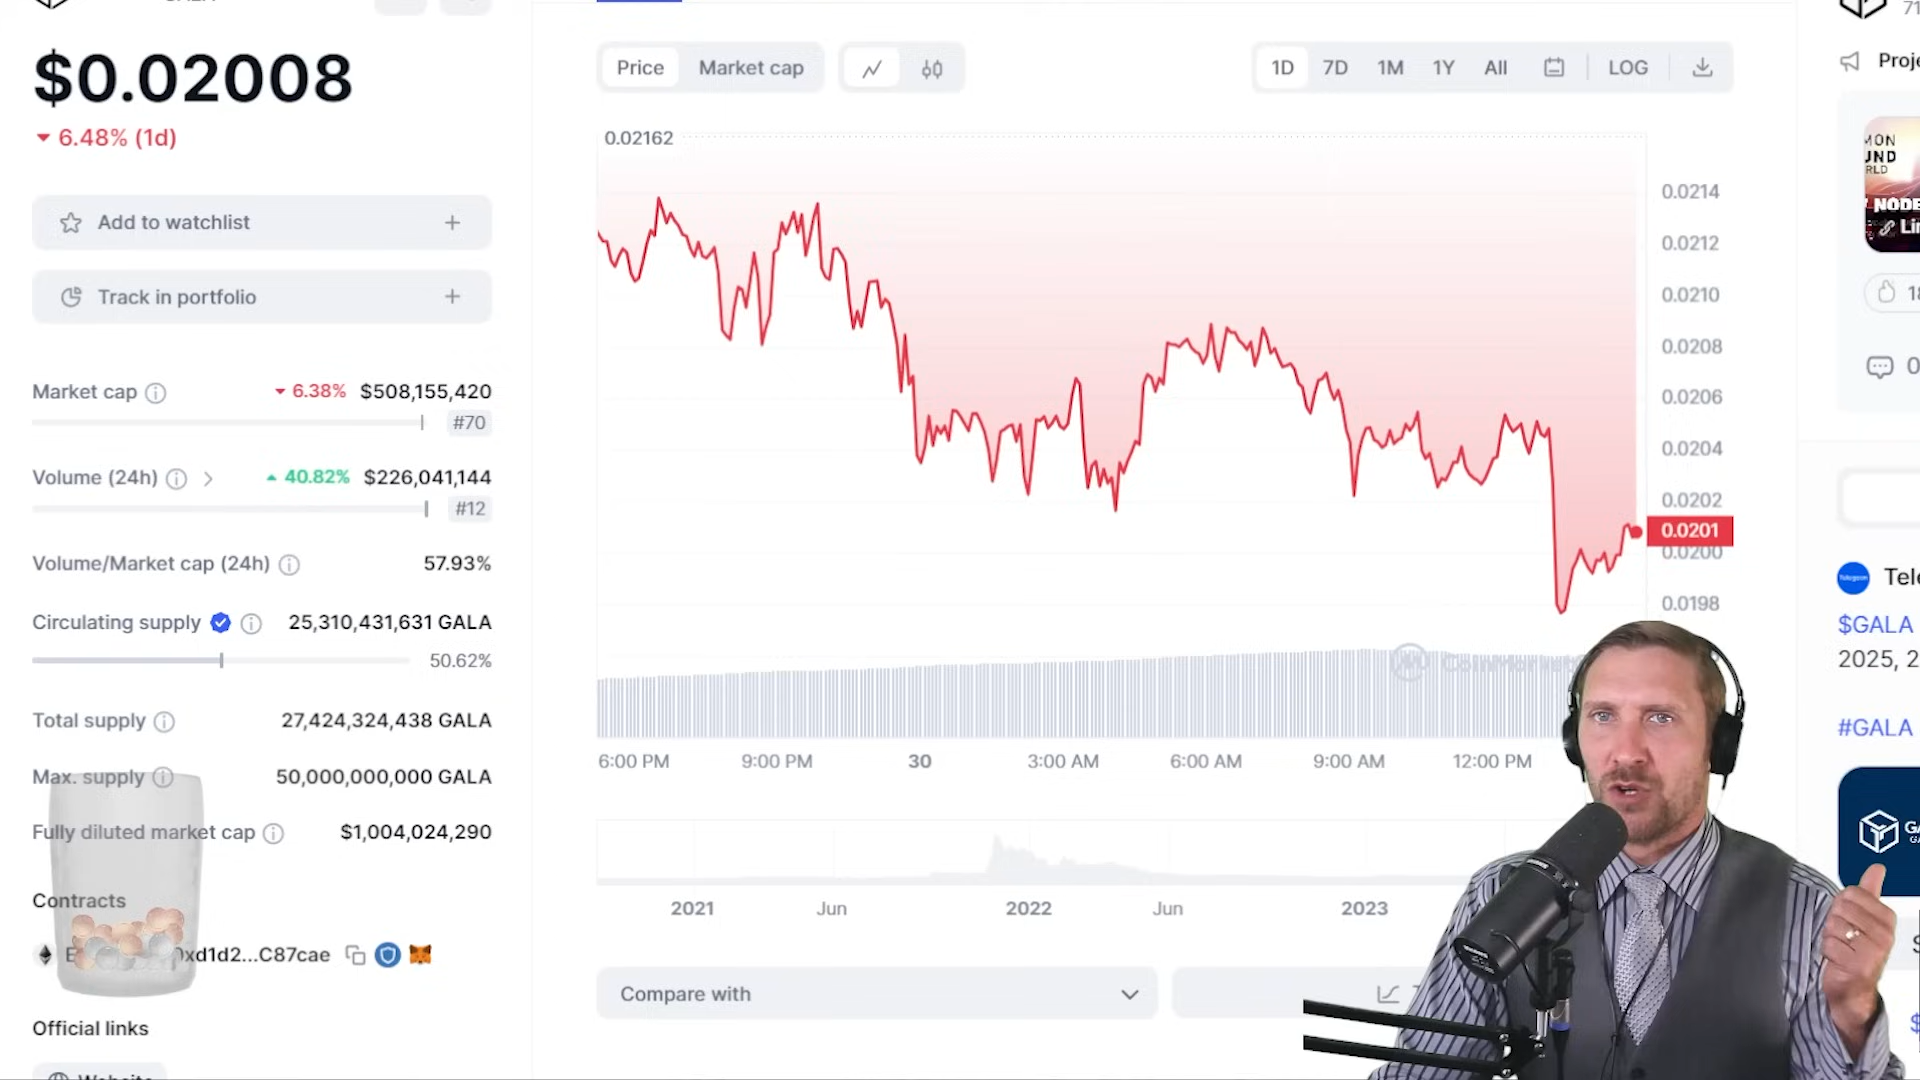 $0.02008
6.48% (1d)
Add to watchlist
Track in portfolio
Market cap 6.38% $508,155,420
#70
Volume (24h) 40.82% $226,041,144
#12
Volume/Market cap (24h) 57.93%
Circulating supply 25,310,431,631 GALA
50.62%
Total supply 27,424,324,438 GALA
Max. supply 50,000,000,000 GALA
Fully diluted market cap $1,004,024,290
Contracts
0xd1d2...C87cae
Official links
Website
Price Market cap
1D 7D 1M 1Y All LOG
0.02162
0.0214
0.0212
0.0210
0.0208
0.0206
0.0204
0.0202
0.0201
0.0200
0.0198
6:00 PM 9:00 PM 30 3:00 AM 6:00 AM 9:00 AM 12:00 PM
2021 Jun 2022 Jun 2023
Compare with
$GALA
2025, 2
#GALA